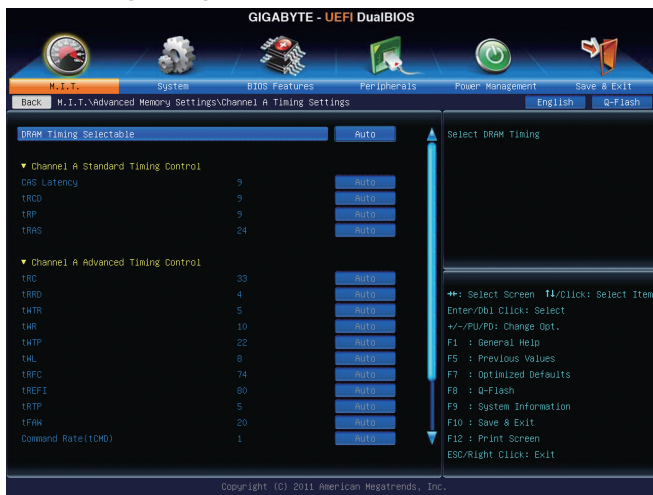 GIGABYTE - UEFI DualBIOS
M.I.T. System BIOS Features Peripherals Power Management Save & Exit
Back M.I.T.\Advanced Memory Settings\Channel A Timing Settings English Q-Flash
DRAM Timing Selectable Auto
▼ Channel A Standard Timing Control
CAS Latency 9 Auto
tRCD 9 Auto
tRP 9 Auto
tRAS 24 Auto
▼ Channel A Advanced Timing Control
tRC 33 Auto
tRRD 4 Auto
tWTR 5 Auto
tWR 10 Auto
tWTP 22 Auto
tWL 8 Auto
tRFC 74 Auto
tREFI 80 Auto
tRTP 5 Auto
tFAW 20 Auto
Command Rate(tCMD) 1 Auto
Select DRAM Timing
→←: Select Screen ↑↓/Click: Select Item
Enter/Dbl Click: Select
+/-/PU/PD: Change Opt.
F1 : General Help
F5 : Previous Values
F7 : Optimized Defaults
F8 : Q-Flash
F9 : System Information
F10 : Save & Exit
F12 : Print Screen
ESC/Right Click: Exit
Copyright (C) 2011 American Megatrends, Inc.